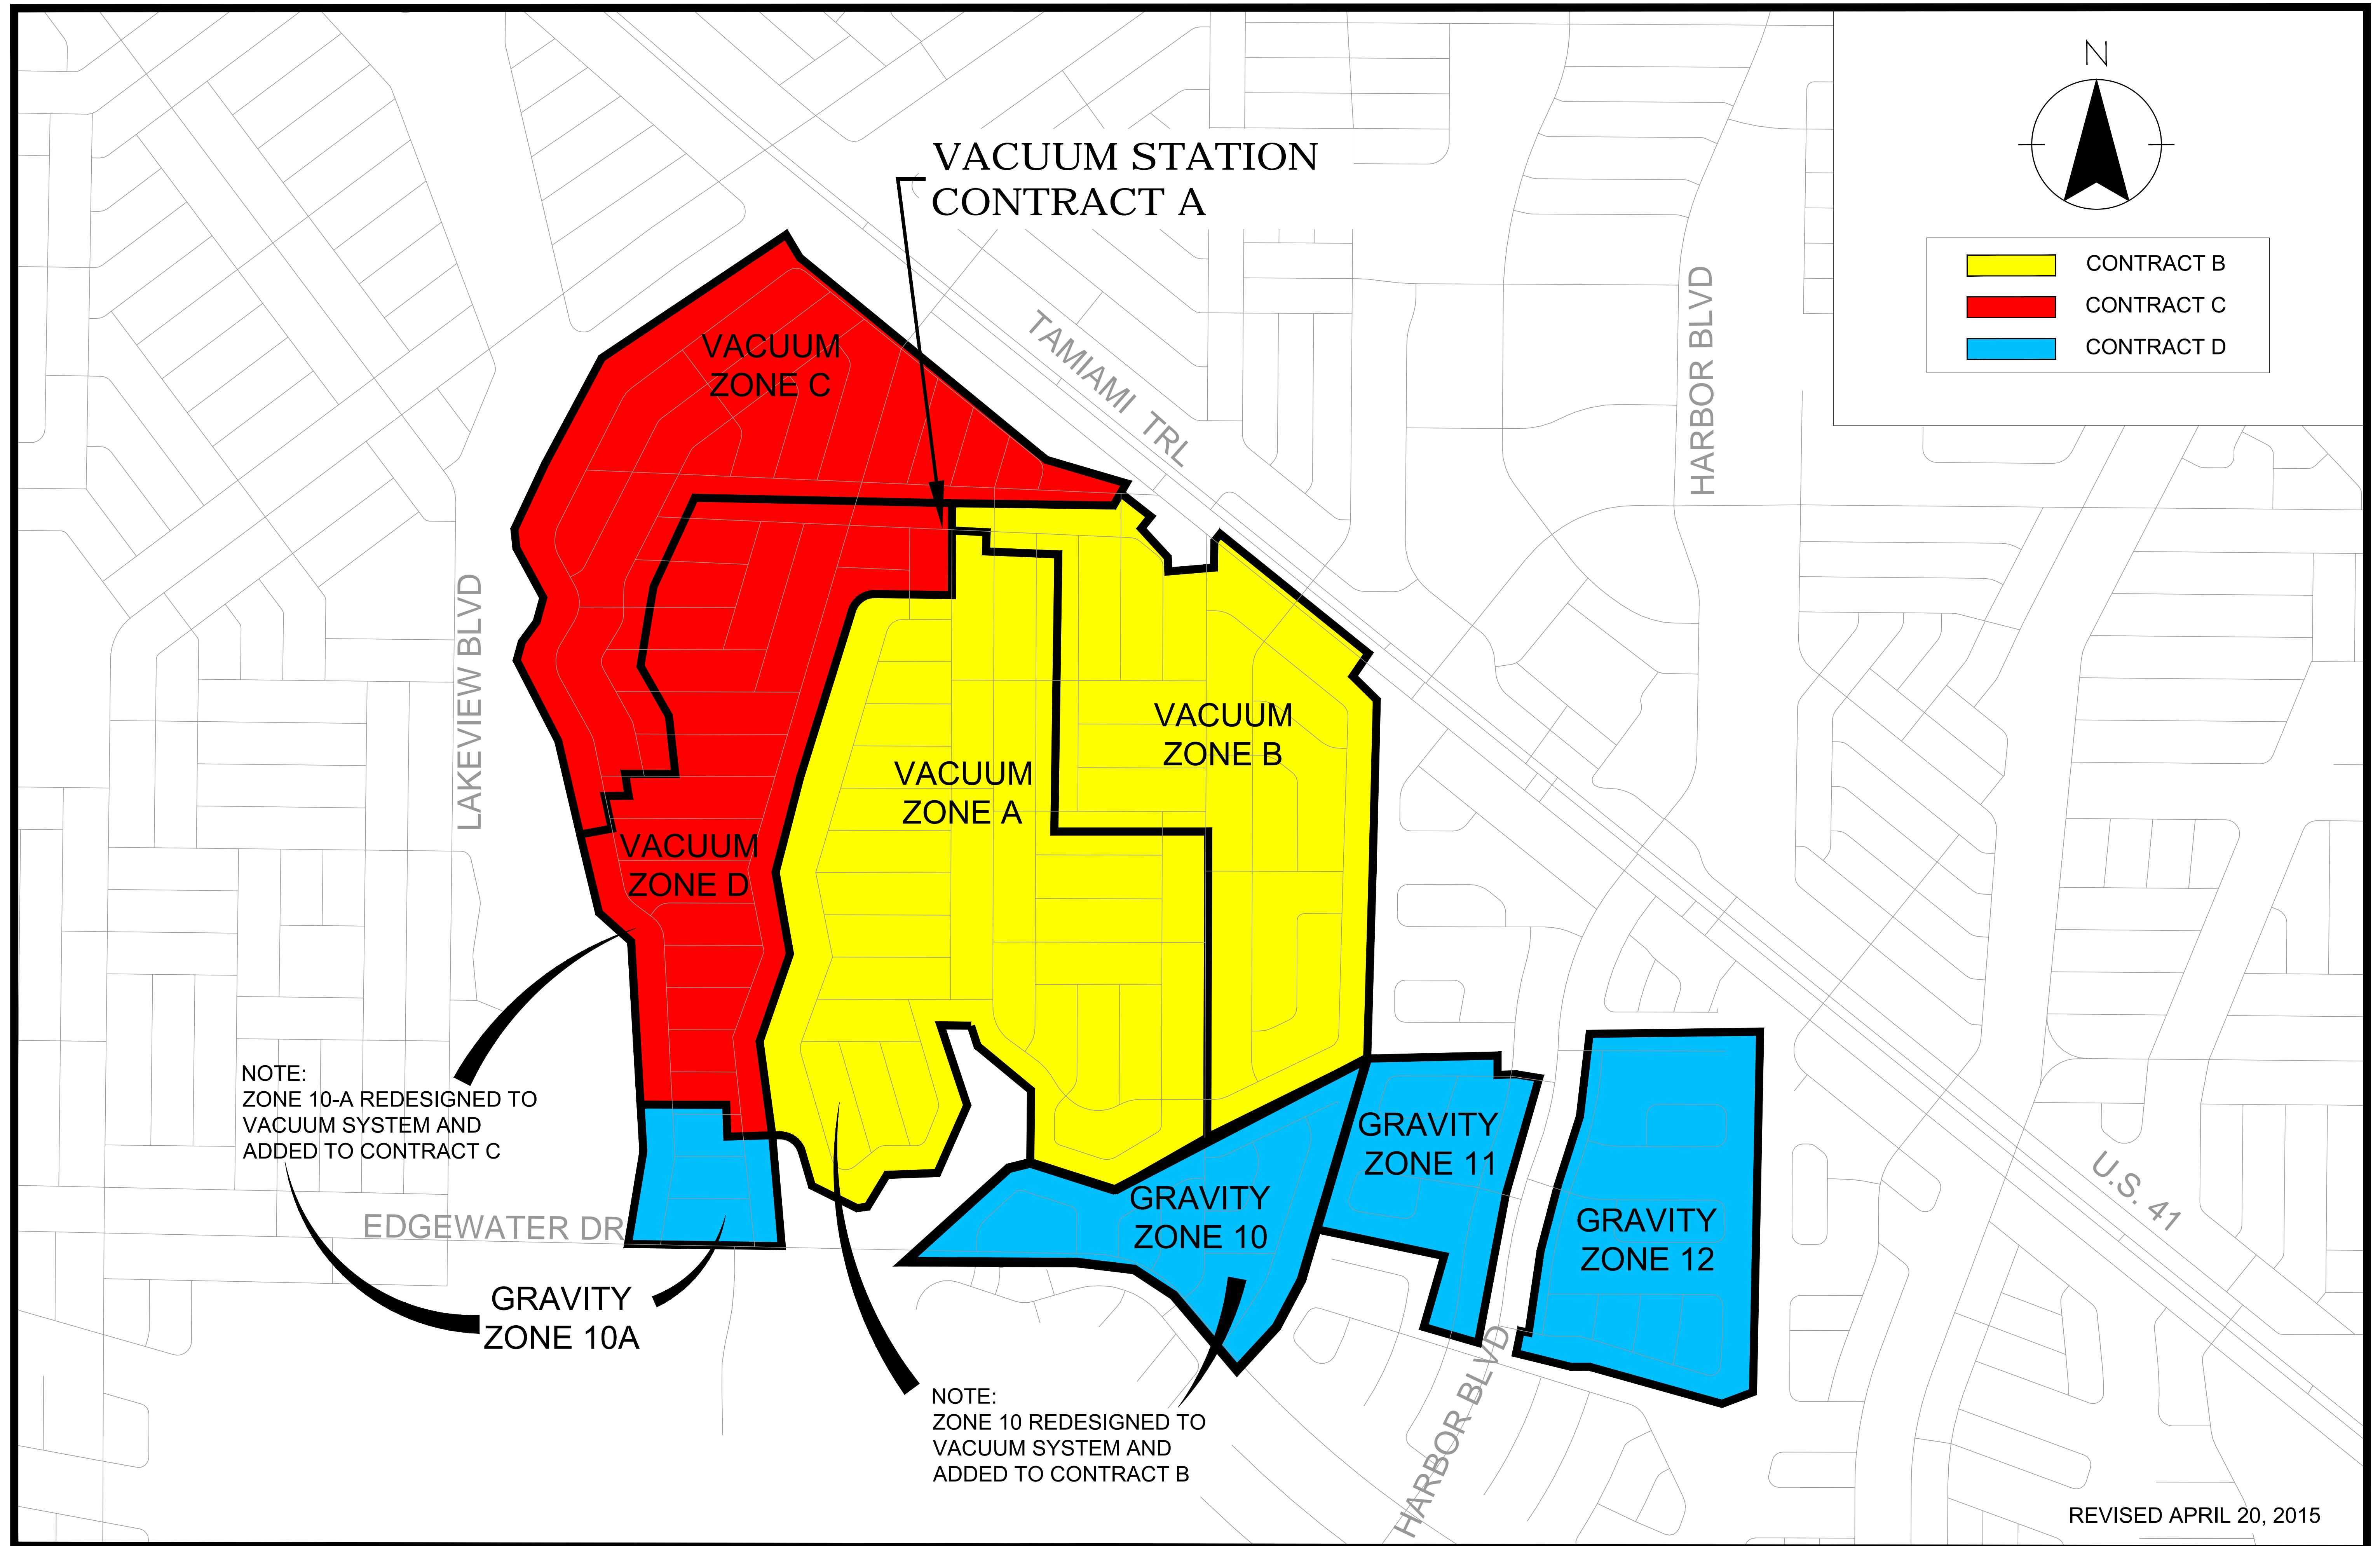 N
VACUUM STATION
CONTRACT A
CONTRACT B
CONTRACT C
CONTRACT D
TAMIAMI TRL
HARBOR BLVD
VACUUM
ZONE C
LAKEVIEW BLVD
VACUUM
ZONE B
VACUUM
ZONE A
VACUUM
ZONE D
NOTE:
ZONE 10-A REDESIGNED TO
VACUUM SYSTEM AND
ADDED TO CONTRACT C
GRAVITY
ZONE 11
GRAVITY
ZONE 10
GRAVITY
ZONE 12
U.S. 41
EDGEWATER DR
GRAVITY
ZONE 10A
NOTE:
ZONE 10 REDESIGNED TO
VACUUM SYSTEM AND
ADDED TO CONTRACT B
HARBOR BLVD
REVISED APRIL 20, 2015